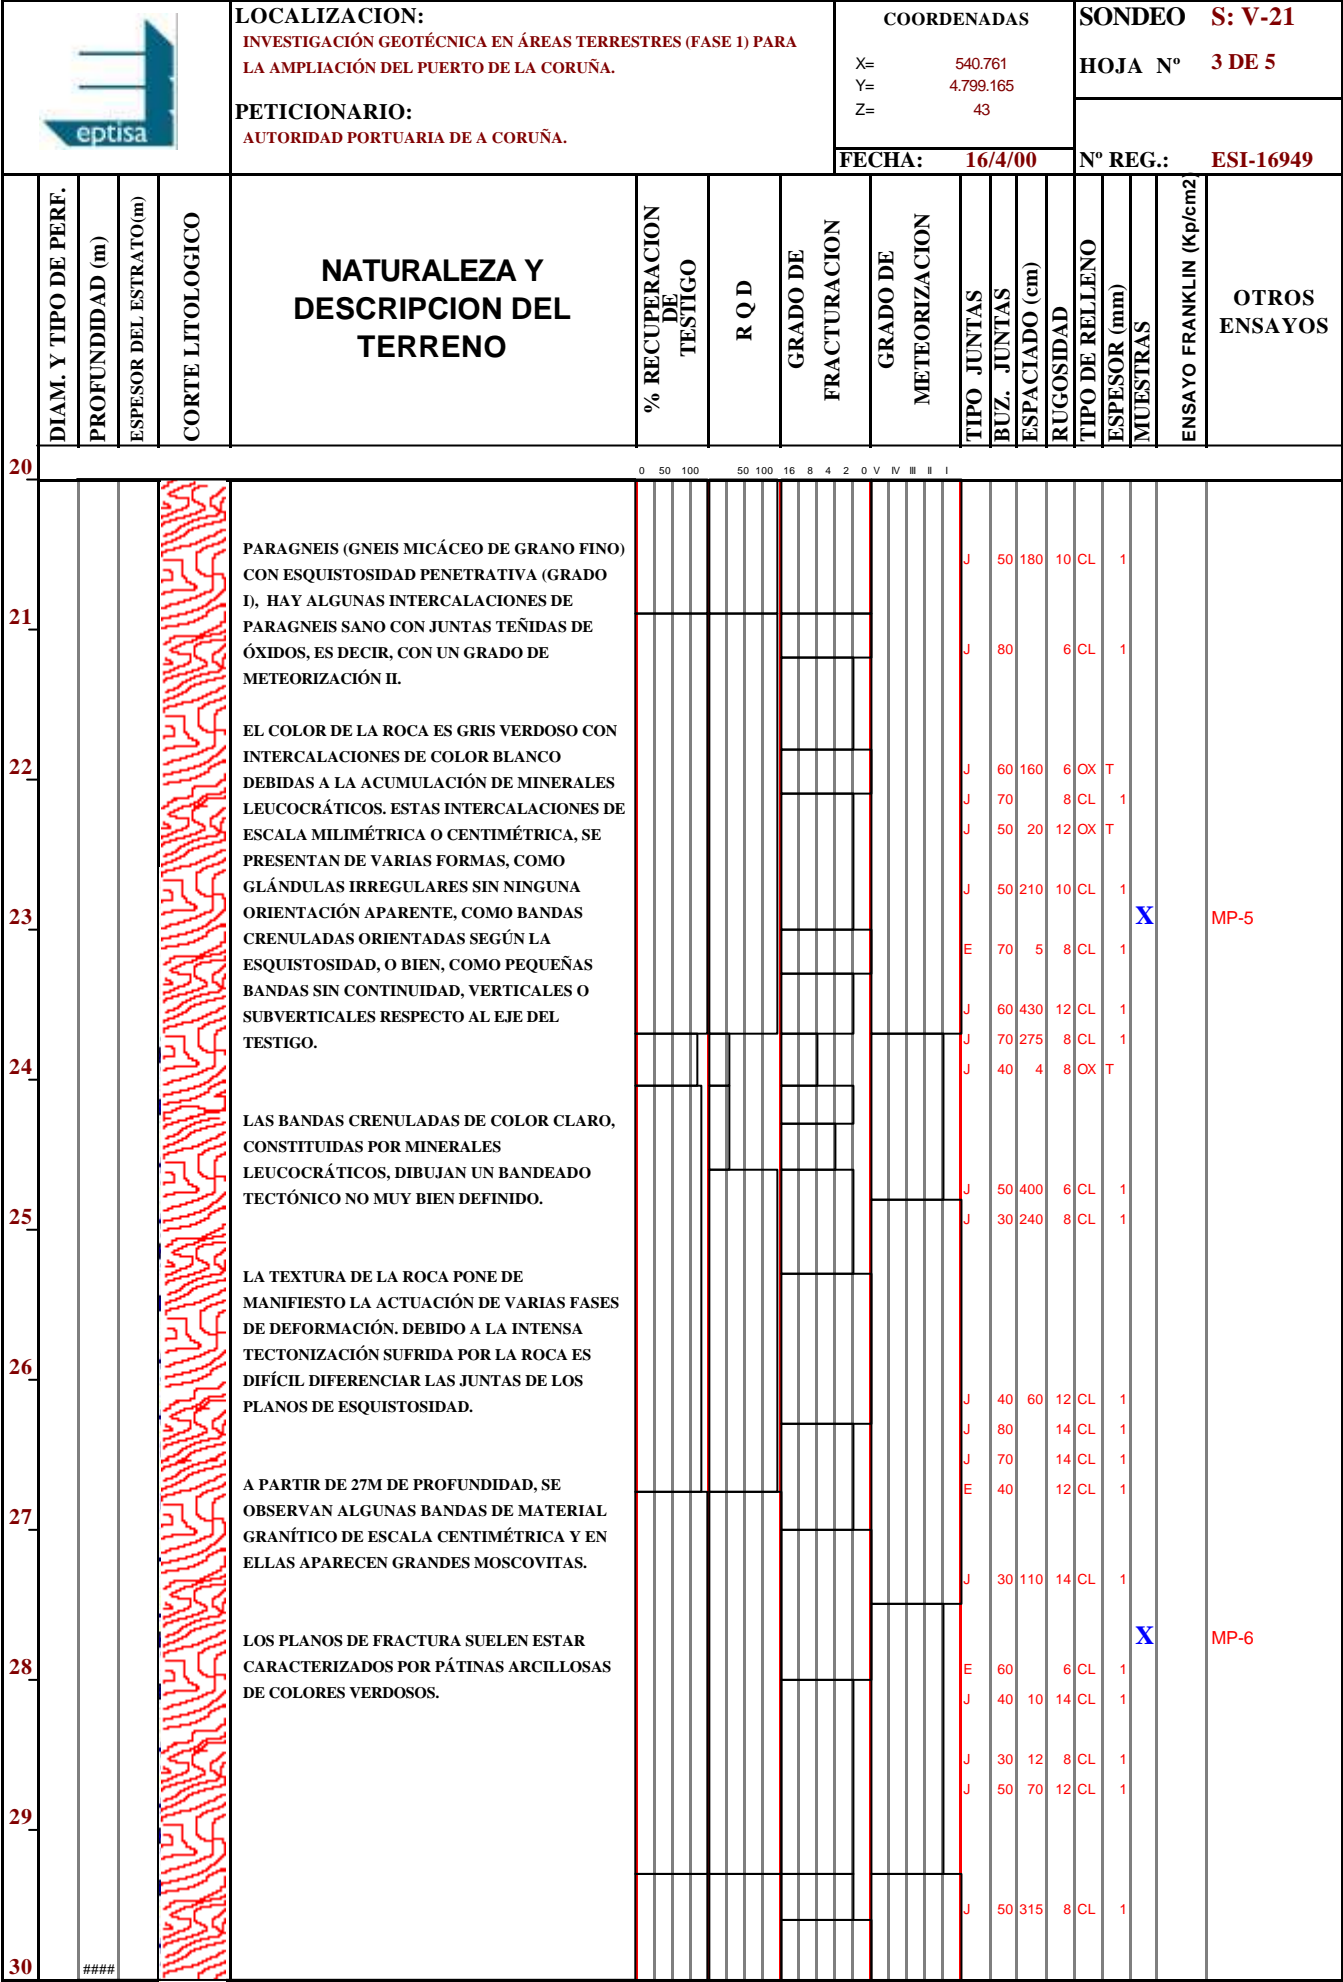 eptisa
LOCALIZACION:
INVESTIGACIÓN GEOTÉCNICA EN ÁREAS TERRESTRES (FASE 1) PARA
LA AMPLIACIÓN DEL PUERTO DE LA CORUÑA.
PETICIONARIO:
AUTORIDAD PORTUARIA DE A CORUÑA.
COORDENADAS
X= 540.761
Y= 4.799.165
Z= 43
FECHA: 16/4/00
SONDEO S: V-21
HOJA Nº 3 DE 5
Nº REG.: ESI-16949
DIAM. Y TIPO DE PERF.
PROFUNDIDAD (m)
ESPESOR DEL ESTRATO(m)
CORTE LITOLOGICO
NATURALEZA Y
DESCRIPCION DEL
TERRENO
% RECUPERACION
DE
TESTIGO
R Q D
GRADO DE
FRACTURACION
GRADO DE
METEORIZACION
TIPO JUNTAS
BUZ. JUNTAS
ESPACIADO (cm)
RUGOSIDAD
TIPO DE RELLENO
ESPESOR (mm)
MUESTRAS
ENSAYO FRANKLIN (Kp/cm2)
OTROS
ENSAYOS
20
0 50 100 50 100 16 8 4 2 0 V IV III II I
PARAGNEIS (GNEIS MICÁCEO DE GRANO FINO)
CON ESQUISTOSIDAD PENETRATIVA (GRADO
I), HAY ALGUNAS INTERCALACIONES DE
PARAGNEIS SANO CON JUNTAS TEÑIDAS DE
ÓXIDOS, ES DECIR, CON UN GRADO DE
METEORIZACIÓN II.
EL COLOR DE LA ROCA ES GRIS VERDOSO CON
INTERCALACIONES DE COLOR BLANCO
DEBIDAS A LA ACUMULACIÓN DE MINERALES
LEUCOCRÁTICOS. ESTAS INTERCALACIONES DE
ESCALA MILIMÉTRICA O CENTIMÉTRICA, SE
PRESENTAN DE VARIAS FORMAS, COMO
GLÁNDULAS IRREGULARES SIN NINGUNA
ORIENTACIÓN APARENTE, COMO BANDAS
CRENULADAS ORIENTADAS SEGÚN LA
ESQUISTOSIDAD, O BIEN, COMO PEQUEÑAS
BANDAS SIN CONTINUIDAD, VERTICALES O
SUBVERTICALES RESPECTO AL EJE DEL
TESTIGO.
LAS BANDAS CRENULADAS DE COLOR CLARO,
CONSTITUIDAS POR MINERALES
LEUCOCRÁTICOS, DIBUJAN UN BANDEADO
TECTÓNICO NO MUY BIEN DEFINIDO.
LA TEXTURA DE LA ROCA PONE DE
MANIFIESTO LA ACTUACIÓN DE VARIAS FASES
DE DEFORMACIÓN. DEBIDO A LA INTENSA
TECTONIZACIÓN SUFRIDA POR LA ROCA ES
DIFÍCIL DIFERENCIAR LAS JUNTAS DE LOS
PLANOS DE ESQUISTOSIDAD.
A PARTIR DE 27M DE PROFUNDIDAD, SE
OBSERVAN ALGUNAS BANDAS DE MATERIAL
GRANÍTICO DE ESCALA CENTIMÉTRICA Y EN
ELLAS APARECEN GRANDES MOSCOVITAS.
LOS PLANOS DE FRACTURA SUELEN ESTAR
CARACTERIZADOS POR PÁTINAS ARCILLOSAS
DE COLORES VERDOSOS.
J 50 180 10 CL 1
21
J 80 6 CL 1
22
J 60 160 6 OX T
J 70 8 CL 1
J 50 20 12 OX T
J 50 210 10 CL 1
23
X MP-5
E 70 5 8 CL 1
J 60 430 12 CL 1
J 70 275 8 CL 1
24
J 40 4 8 OX T
J 50 400 6 CL 1
25
J 30 240 8 CL 1
26
J 40 60 12 CL 1
J 80 14 CL 1
J 70 14 CL 1
E 40 12 CL 1
27
J 30 110 14 CL 1
X MP-6
28
E 60 6 CL 1
J 40 10 14 CL 1
J 30 12 8 CL 1
J 50 70 12 CL 1
29
J 50 315 8 CL 1
30
####